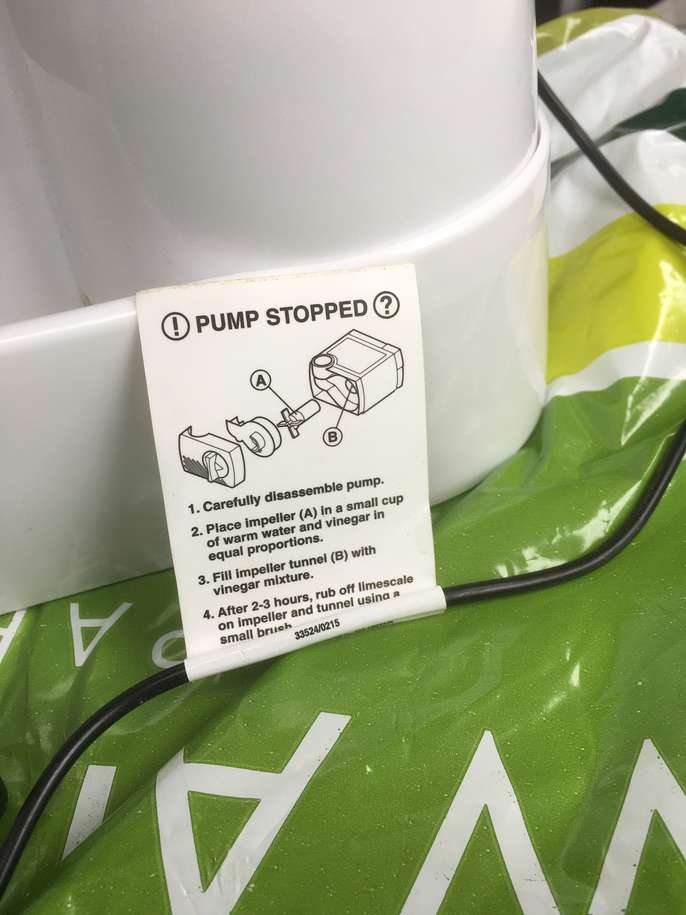 ! PUMP STOPPED ?
A
B
1. Carefully disassemble pump.
2. Place impeller (A) in a small cup
of warm water and vinegar in
equal proportions.
3. Fill impeller tunnel (B) with
vinegar mixture.
4. After 2-3 hours, rub off limescale
on impeller and tunnel using a
small brush
33524/0215